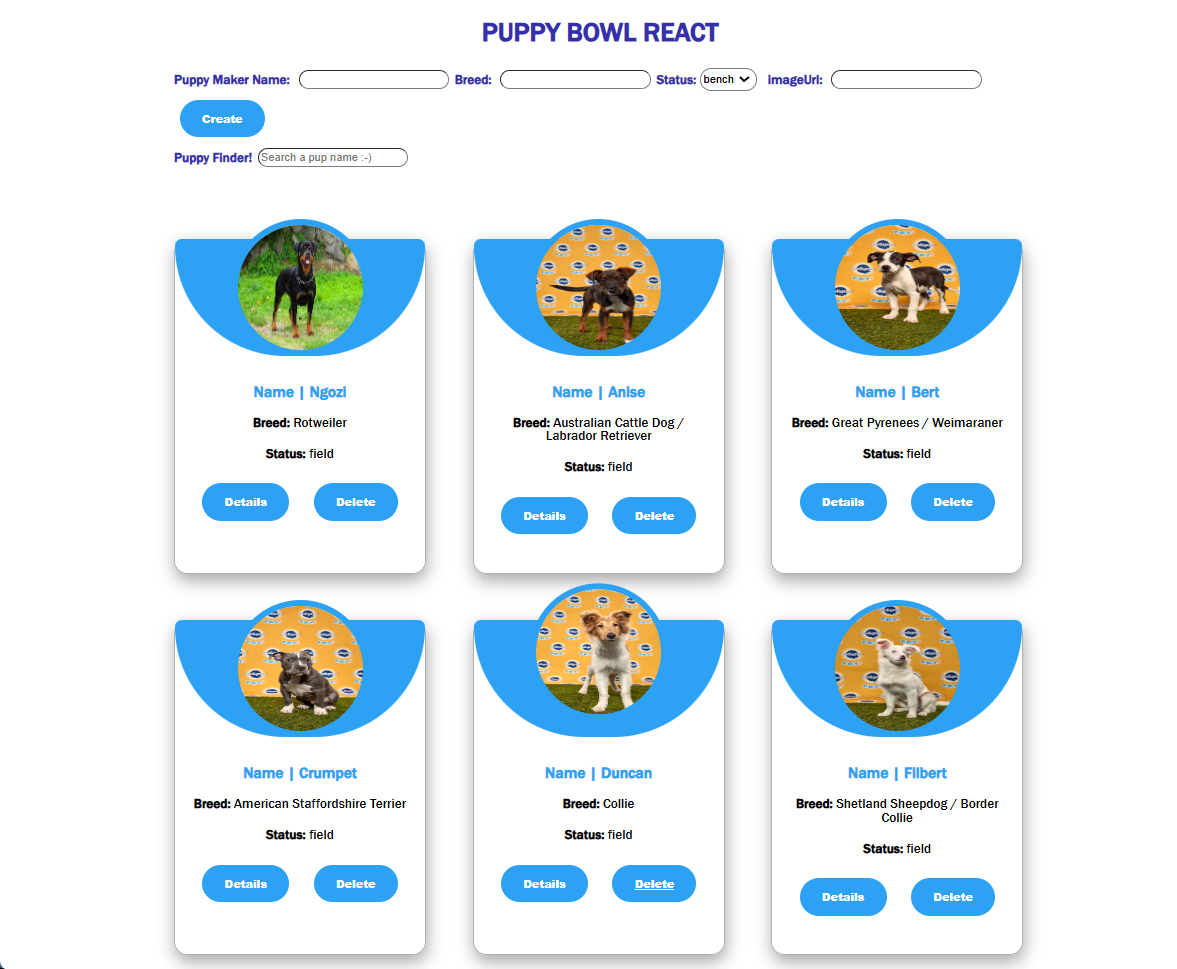 PUPPY BOWL REACT
Puppy Maker Name: Breed: Status: bench imageUrl:
Create
Puppy Finder! Search a pup name :-)
Name | Ngozi
Breed: Rotweiler
Status: field
Details Delete
Name | Anise
Breed: Australian Cattle Dog /
Labrador Retriever
Status: field
Details Delete
Name | Bert
Breed: Great Pyrenees / Weimaraner
Status: field
Details Delete
Name | Crumpet
Breed: American Staffordshire Terrier
Status: field
Details Delete
Name | Duncan
Breed: Collie
Status: field
Details Delete
Name | Filbert
Breed: Shetland Sheepdog / Border
Collie
Status: field
Details Delete